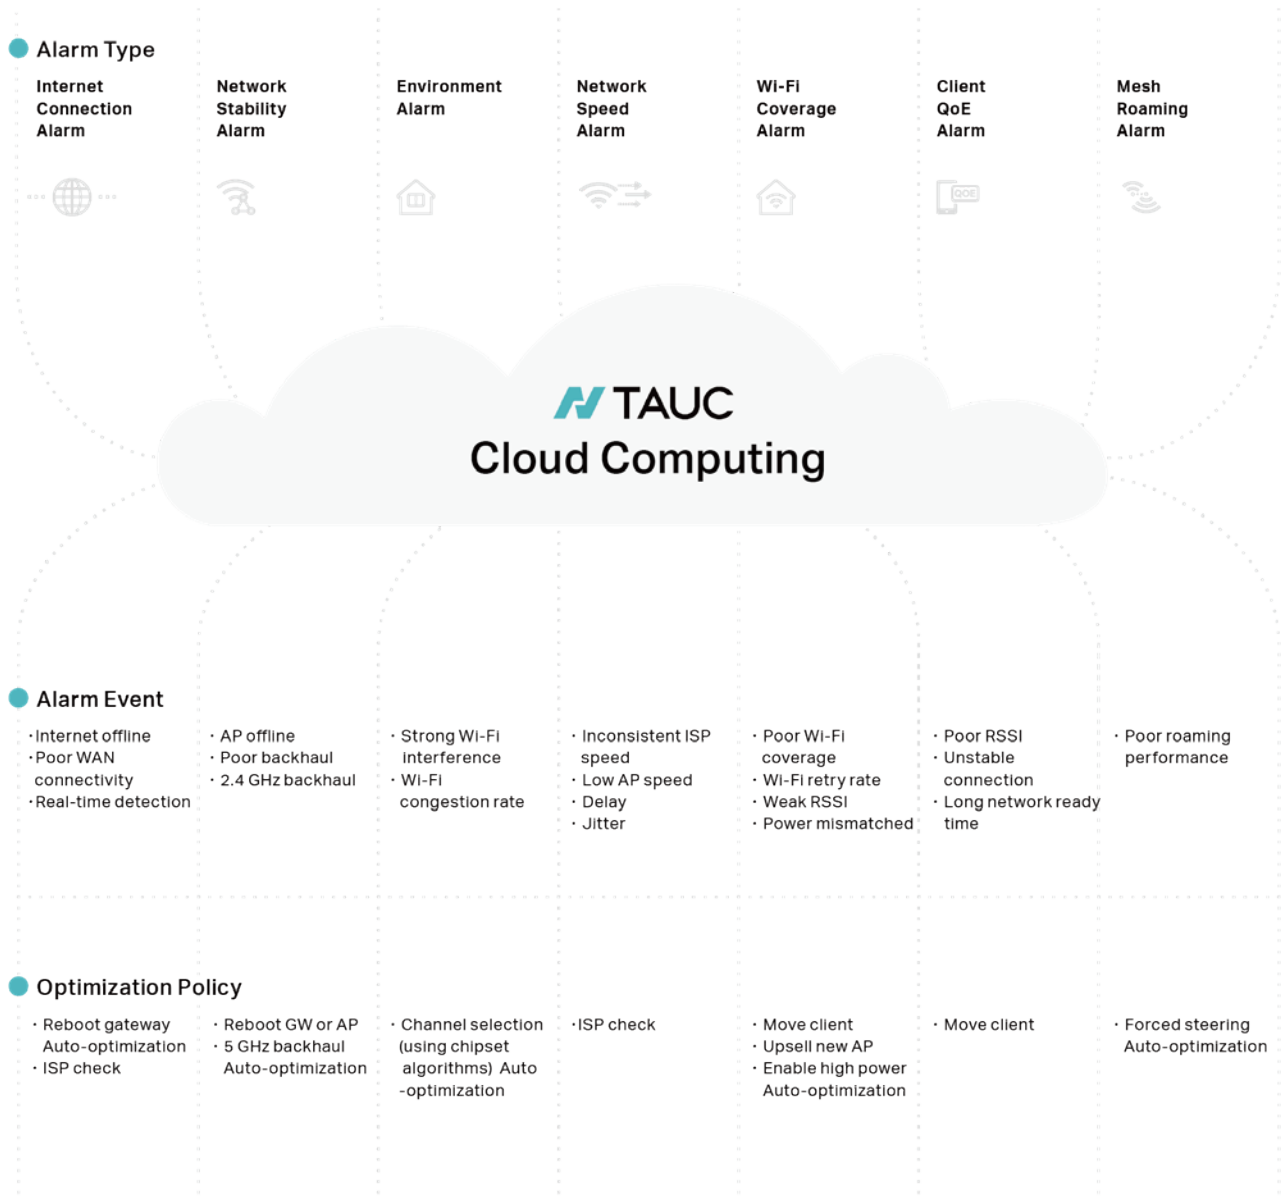 Alarm Type
Internet
Connection
Alarm
Network
Stability
Alarm
Environment
Alarm
Network
Speed
Alarm
Wi-Fi
Coverage
Alarm
Client
QoE
Alarm
Mesh
Roaming
Alarm
QOE
TAUC
Cloud Computing
Alarm Event
·Internet offline
·Poor WAN
connectivity
·Real-time detection
· AP offline
· Poor backhaul
· 2.4 GHz backhaul
· Strong Wi-Fi
interference
· Wi-Fi
congestion rate
· Inconsistent ISP
speed
· Low AP speed
· Delay
· Jitter
· Poor Wi-Fi
coverage
· Wi-Fi retry rate
· Weak RSSI
· Power mismatched
· Poor RSSI
· Unstable
connection
· Long network ready
time
· Poor roaming
performance
Optimization Policy
· Reboot gateway
Auto-optimization
· ISP check
· Reboot GW or AP
· 5 GHz backhaul
Auto-optimization
· Channel selection
(using chipset
algorithms) Auto
-optimization
·ISP check
· Move client
· Upsell new AP
· Enable high power
Auto-optimization
· Move client
· Forced steering
Auto-optimization